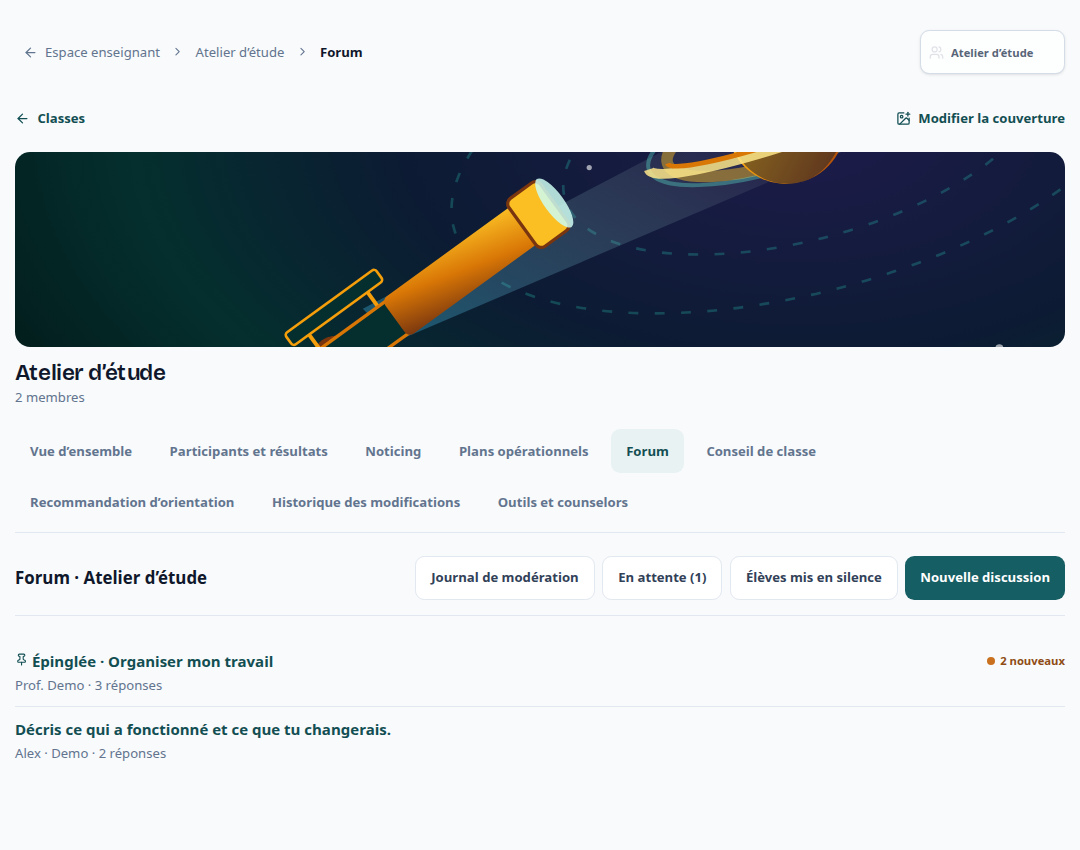 Espace enseignant
Atelier d’étude
Forum
Atelier d’étude
Classes
Modifier la couverture
Atelier d’étude
2 membres
Vue d’ensemble
Participants et résultats
Noticing
Plans opérationnels
Forum
Conseil de classe
Recommandation d’orientation
Historique des modifications
Outils et counselors
Forum · Atelier d’étude
Journal de modération
En attente (1)
Élèves mis en silence
Nouvelle discussion
Épinglée · Organiser mon travail
2 nouveaux
Prof. Demo · 3 réponses
Décris ce qui a fonctionné et ce que tu changerais.
Alex · Demo · 2 réponses